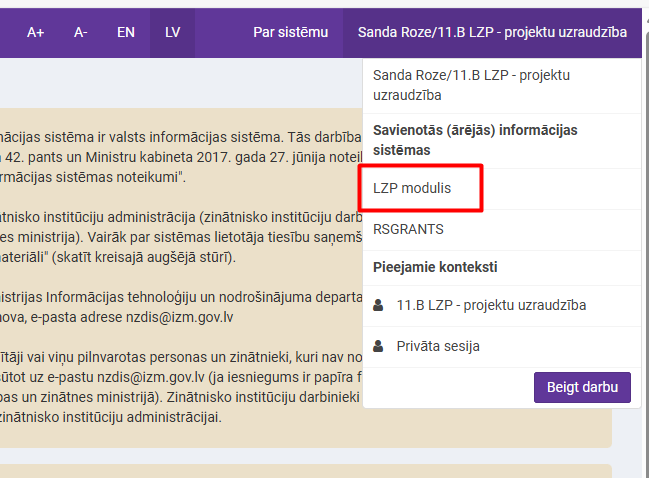 A+ A- EN LV Par sistēmu Sanda Roze/11.B LZP - projektu uzraudzība
Sanda Roze/11.B LZP - projektu
uzraudzība
Savienotās (ārējās) informācijas
sistēmas
LZP modulis
RSGRANTS
Pieejamie konteksti
11.B LZP - projektu uzraudzība
Privāta sesija
Beigt darbu
mācijas sistēma ir valsts informācijas sistēma. Tās darbība
42. pants un Ministru kabineta 2017. gada 27. jūnija noteik
rmācijas sistēmas noteikumi".
ātnisko institūciju administrācija (zinātnisko institūciju darb
es ministrija). Vairāk par sistēmas lietotāja tiesību saņemš
ateriāli" (skatīt kreisajā augšējā stūrī).
nistrijas Informācijas tehnoloģiju un nodrošinājuma departa
nova, e-pasta adrese nzdis@izm.gov.lv
ītāji vai viņu pilnvarotas personas un zinātnieki, kuri nav no
sūtot uz e-pastu nzdis@izm.gov.lv (ja iesniegums ir papīra f
bas un zinātnes ministrijā). Zinātnisko institūciju darbinieki
zinātnisko institūciju administrācijai.